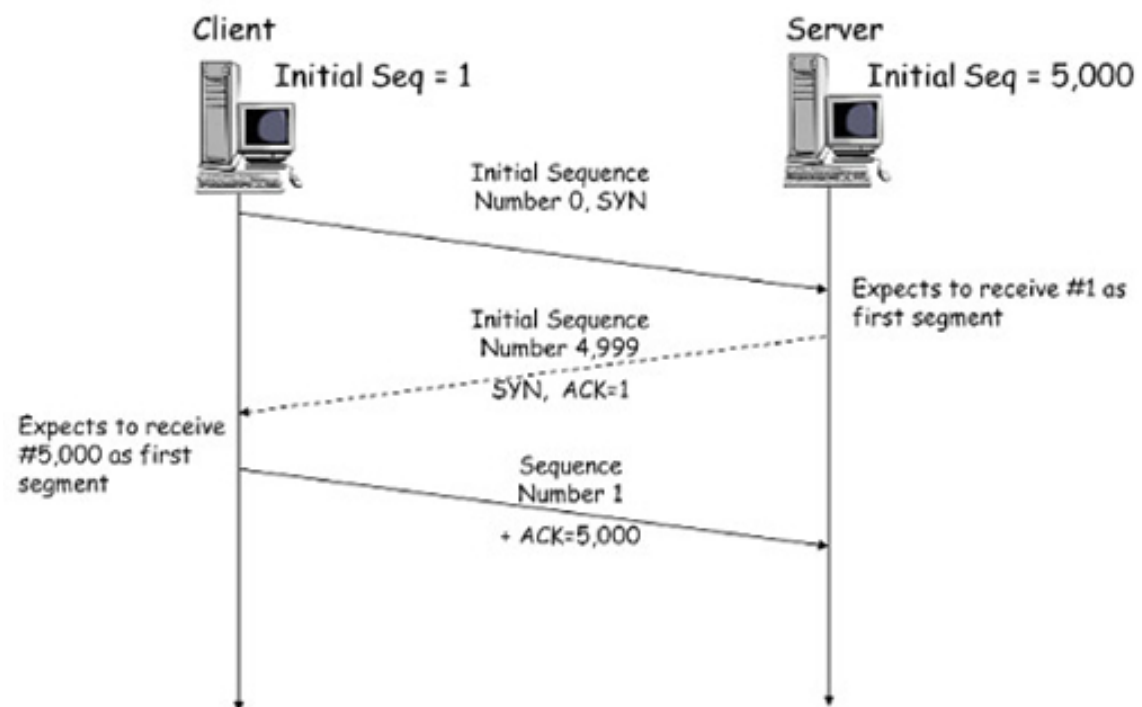 Client
Initial Seq = 1
Server
Initial Seq = 5,000
Initial Sequence
Number 0, SYN
Expects to receive #1 as
first segment
Initial Sequence
Number 4,999
SYN, ACK=1
Expects to receive
#5,000 as first
segment
Sequence
Number 1
+ ACK=5,000